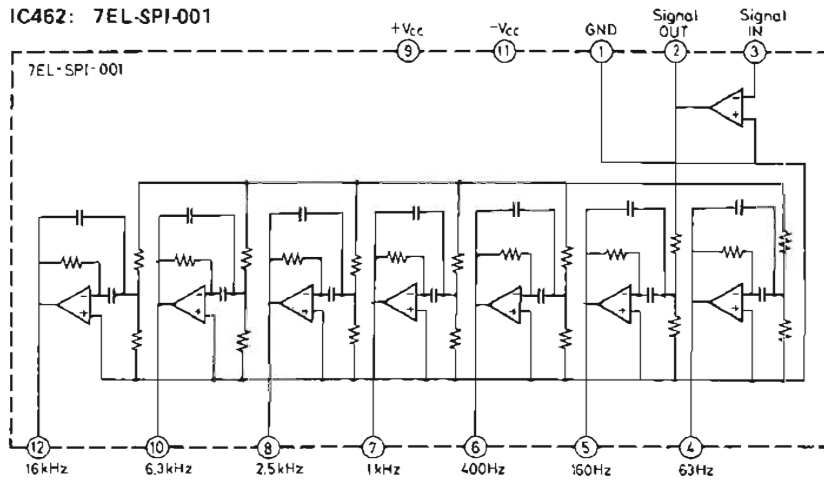 IC462: 7EL-SPI-001
+Vcc -Vcc GND Signal OUT Signal IN
9 11 1 2 3
7EL-SPI-001
- +
- + - + - + - + - + - + - +
12 10 8 7 6 5 4
16kHz 6.3kHz 2.5kHz 1kHz 400Hz 160Hz 63Hz